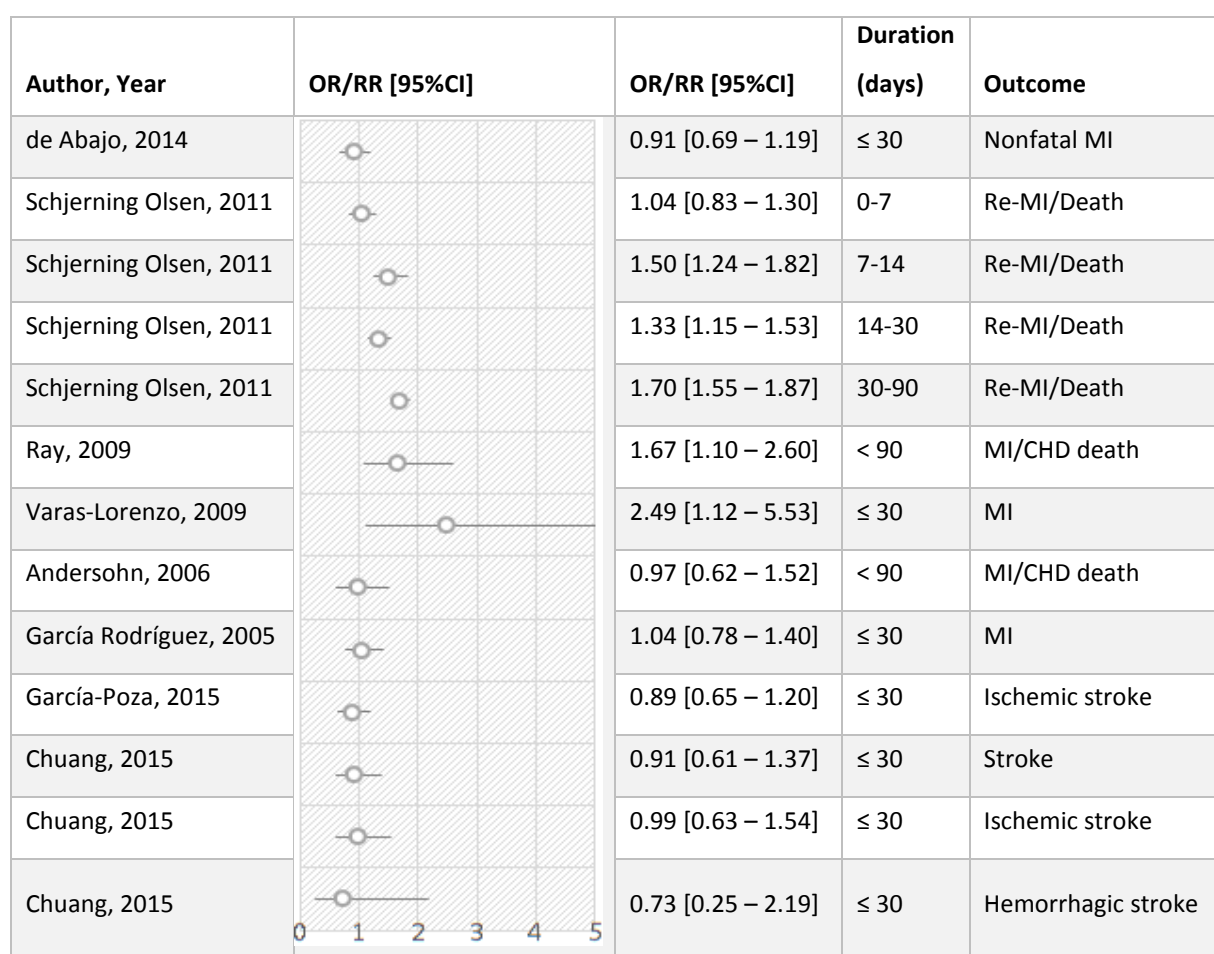 Author, Year OR/RR [95%CI] OR/RR [95%CI] Duration (days) Outcome
de Abajo, 2014 0.91 [0.69 – 1.19] ≤ 30 Nonfatal MI
Schjerning Olsen, 2011 1.04 [0.83 – 1.30] 0-7 Re-MI/Death
Schjerning Olsen, 2011 1.50 [1.24 – 1.82] 7-14 Re-MI/Death
Schjerning Olsen, 2011 1.33 [1.15 – 1.53] 14-30 Re-MI/Death
Schjerning Olsen, 2011 1.70 [1.55 – 1.87] 30-90 Re-MI/Death
Ray, 2009 1.67 [1.10 – 2.60] < 90 MI/CHD death
Varas-Lorenzo, 2009 2.49 [1.12 – 5.53] ≤ 30 MI
Andersohn, 2006 0.97 [0.62 – 1.52] < 90 MI/CHD death
García Rodríguez, 2005 1.04 [0.78 – 1.40] ≤ 30 MI
García-Poza, 2015 0.89 [0.65 – 1.20] ≤ 30 Ischemic stroke
Chuang, 2015 0.91 [0.61 – 1.37] ≤ 30 Stroke
Chuang, 2015 0.99 [0.63 – 1.54] ≤ 30 Ischemic stroke
Chuang, 2015 0.73 [0.25 – 2.19] ≤ 30 Hemorrhagic stroke
0 1 2 3 4 5